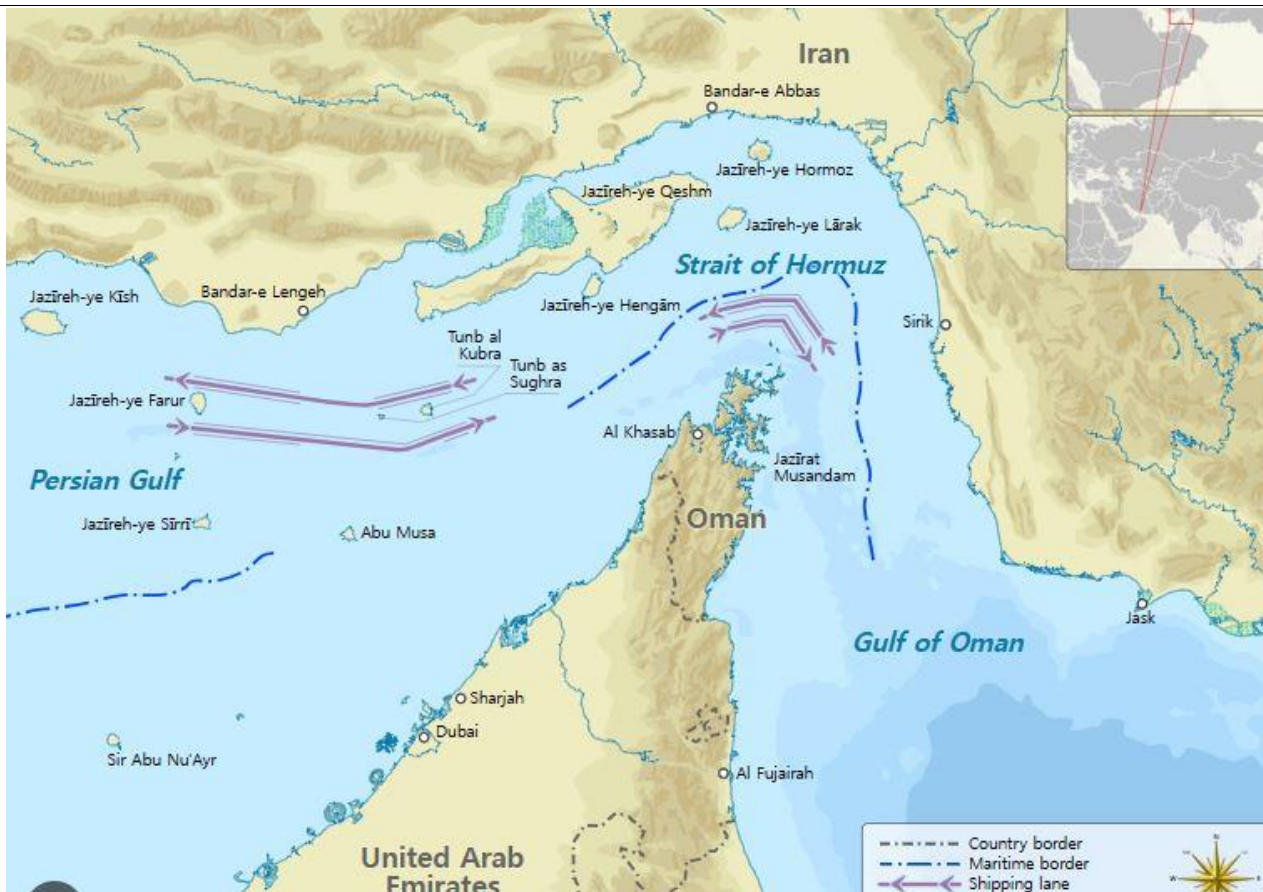 Iran
Bandar-e Abbas
Jazīreh-ye Hormoz
Jazīreh-ye Qeshm
Jazīreh-ye Lārak
Strait of Hormuz
Jazīreh-ye Kīsh
Bandar-e Lengeh
Jazīreh-ye Hengām
Sirik
Tunb al
Kubra
Tunb as
Sughra
Jazīreh-ye Farur
Al Khasab
Jazīrat
Musandam
Persian Gulf
Jazīreh-ye Sīrrī
Abu Musa
Oman
Jask
Gulf of Oman
Sharjah
Dubai
Sir Abu Nu'Ayr
Al Fujairah
United Arab
Emirates
Country border
Maritime border
Shipping lane
N
W
E